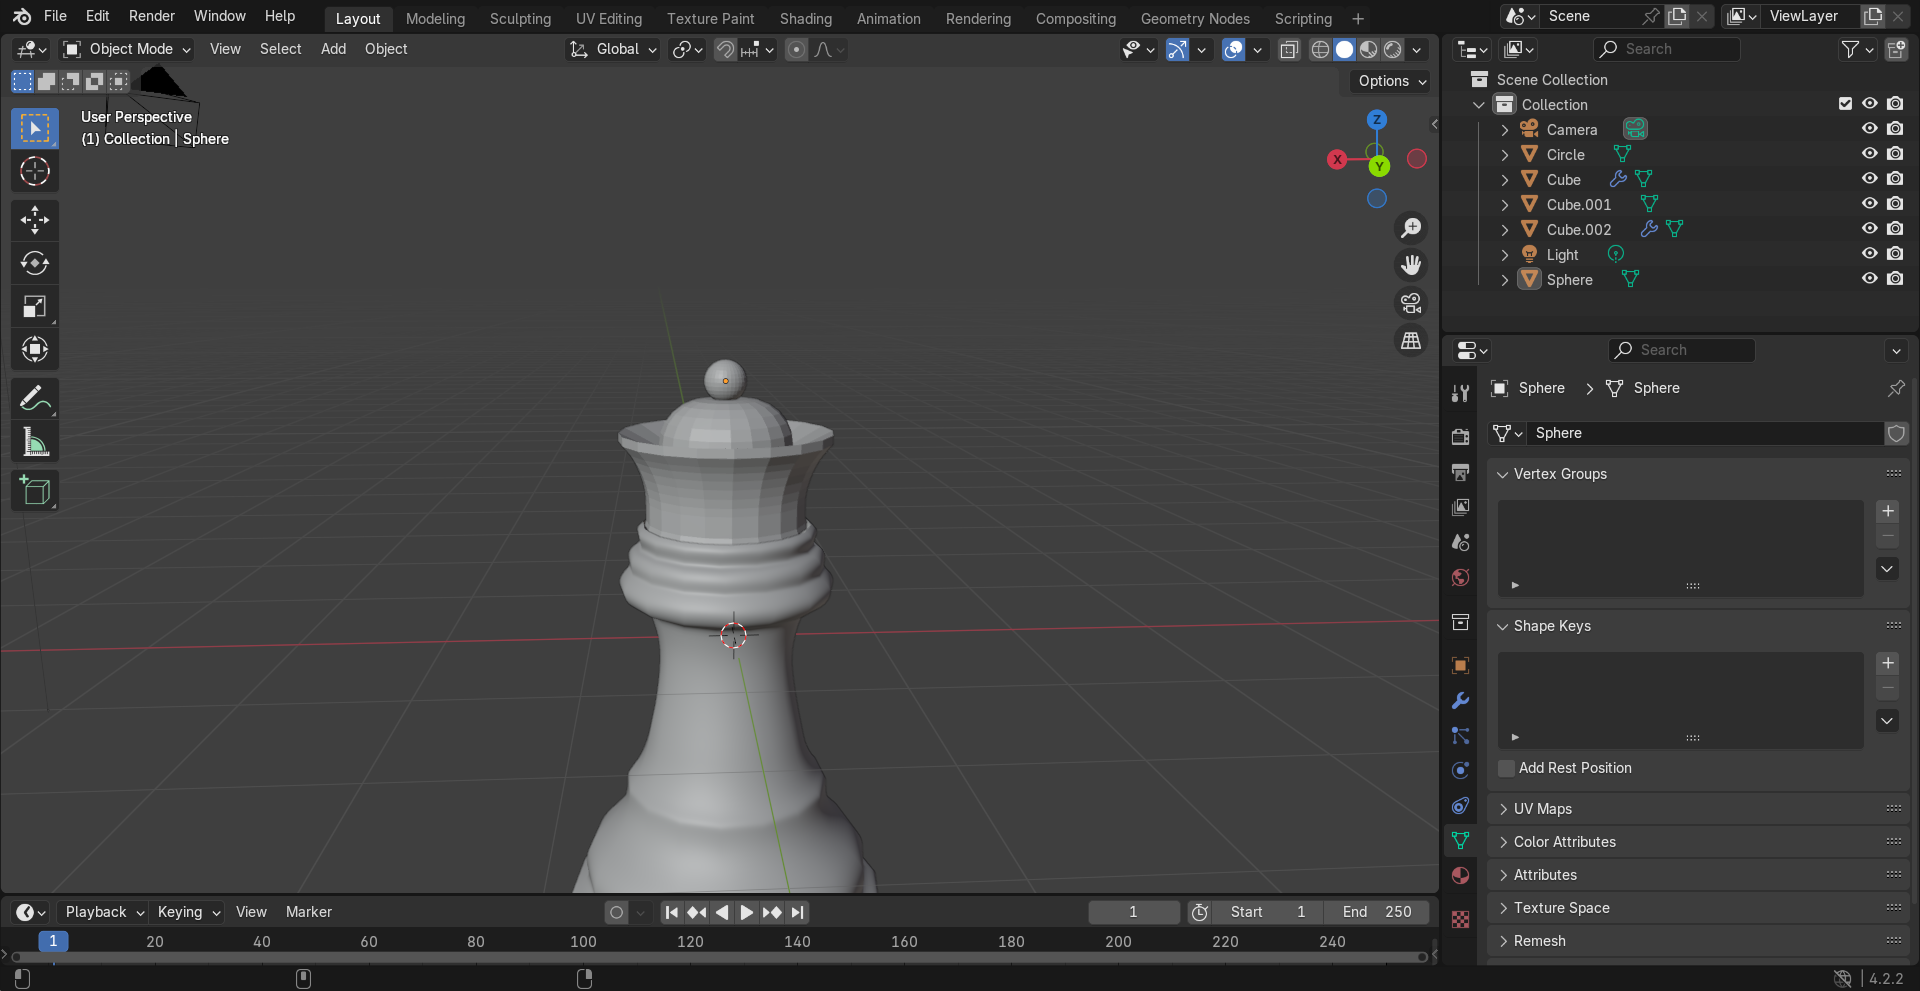 File Edit Render Window Help Layout Modeling Sculpting UV Editing Texture Paint Shading Animation Rendering Compositing Geometry Nodes Scripting + Scene ViewLayer
Object Mode View Select Add Object Global Search
Options
User Perspective
(1) Collection | Sphere
Z
X
Y
Scene Collection
Collection
Camera
Circle
Cube
Cube.001
Cube.002
Light
Sphere
Search
Sphere > Sphere
Sphere
Vertex Groups
Shape Keys
Add Rest Position
UV Maps
Color Attributes
Attributes
Texture Space
Remesh
Playback Keying View Marker 1 Start 1 End 250
1 20 40 60 80 100 120 140 160 180 200 220 240
4.2.2